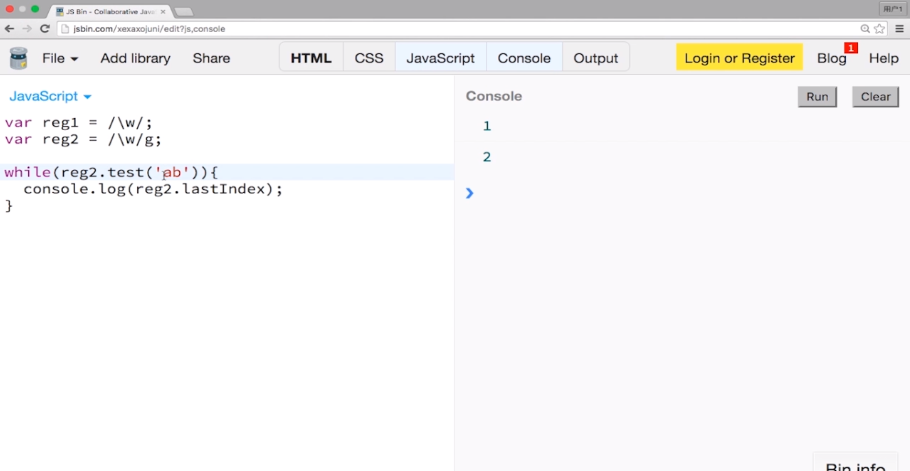 JS Bin - Collaborative Java
用户1
jsbin.com/xexaxojuni/edit?js,console
File Add library Share HTML CSS JavaScript Console Output Login or Register Blog 1 Help
JavaScript
Console
Run Clear
var reg1 = /\w/;
var reg2 = /\w/g;
while(reg2.test('ab')){
console.log(reg2.lastIndex);
}
1
2
Bin info